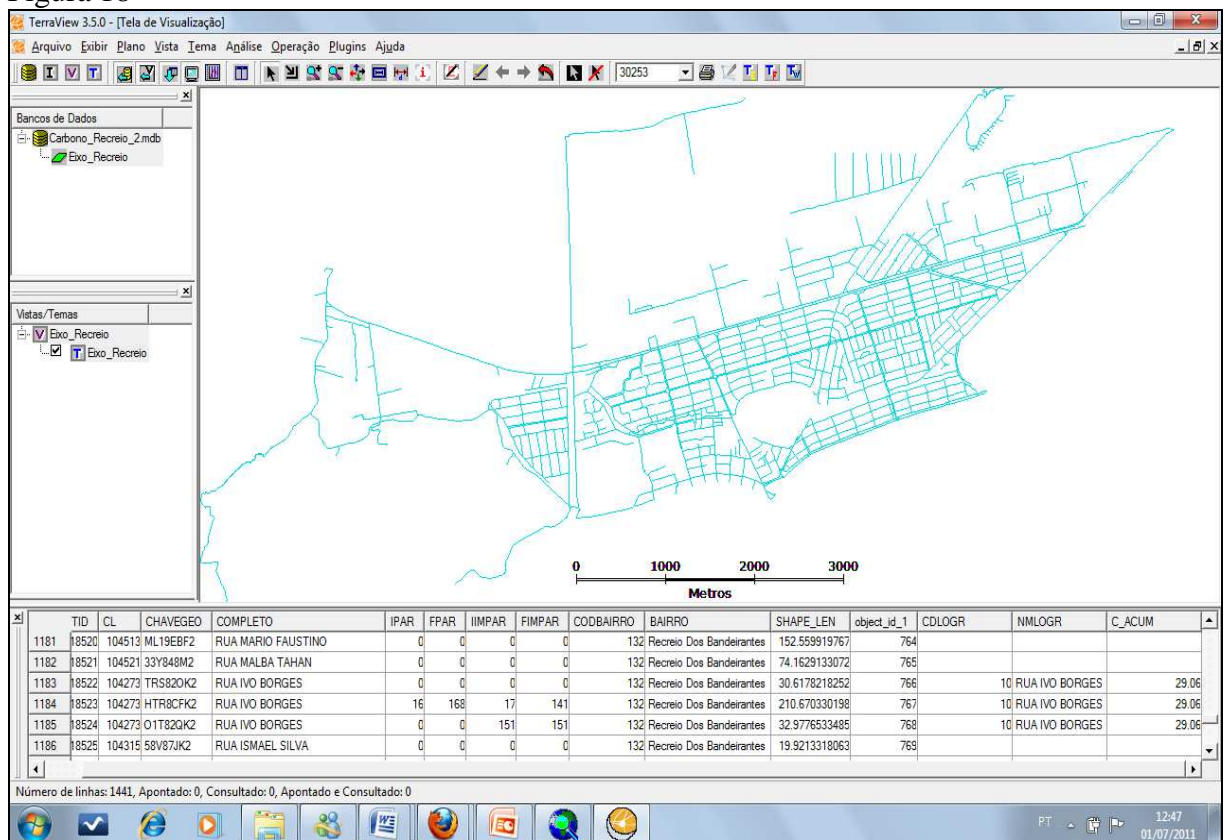 TerraView 3.5.0 - [Tela de Visualização]
Arquivo Exibir Plano Vista Tema Análise Operação Plugins Ajuda
30253
Bancos de Dados
Carbono_Recreio_2.mdb
Eixo_Recreio
Vistas/Temas
Eixo_Recreio
Eixo_Recreio
0 1000 2000 3000
Metros
TID CL CHAVEGEO COMPLETO IPAR FPAR IIMPAR FIMPAR CODBAIRRO BAIRRO SHAPE_LEN object_id_1 CDLOGR NMLOGR C_ACUM
1181 18520 104513 ML19EBF2 RUA MARIO FAUSTINO 0 0 0 0 132 Recreio Dos Bandeirantes 152.559919767 764
1182 18521 104521 33Y848M2 RUA MALBA TAHAN 0 0 0 0 132 Recreio Dos Bandeirantes 74.1629133072 765
1183 18522 104273 TRS82OK2 RUA IVO BORGES 0 0 0 0 132 Recreio Dos Bandeirantes 30.6178218252 766 10 RUA IVO BORGES 29.06
1184 18523 104273 HTR8CFK2 RUA IVO BORGES 16 168 17 141 132 Recreio Dos Bandeirantes 210.670330198 767 10 RUA IVO BORGES 29.06
1185 18524 104273 O1T82QK2 RUA IVO BORGES 0 0 151 151 132 Recreio Dos Bandeirantes 32.9776533485 768 10 RUA IVO BORGES 29.06
1186 18525 104315 58V87JK2 RUA ISMAEL SILVA 0 0 0 0 132 Recreio Dos Bandeirantes 19.9213318063 769
Número de linhas: 1441, Apontado: 0, Consultado: 0, Apontado e Consultado: 0
PT 12:47
01/07/2011